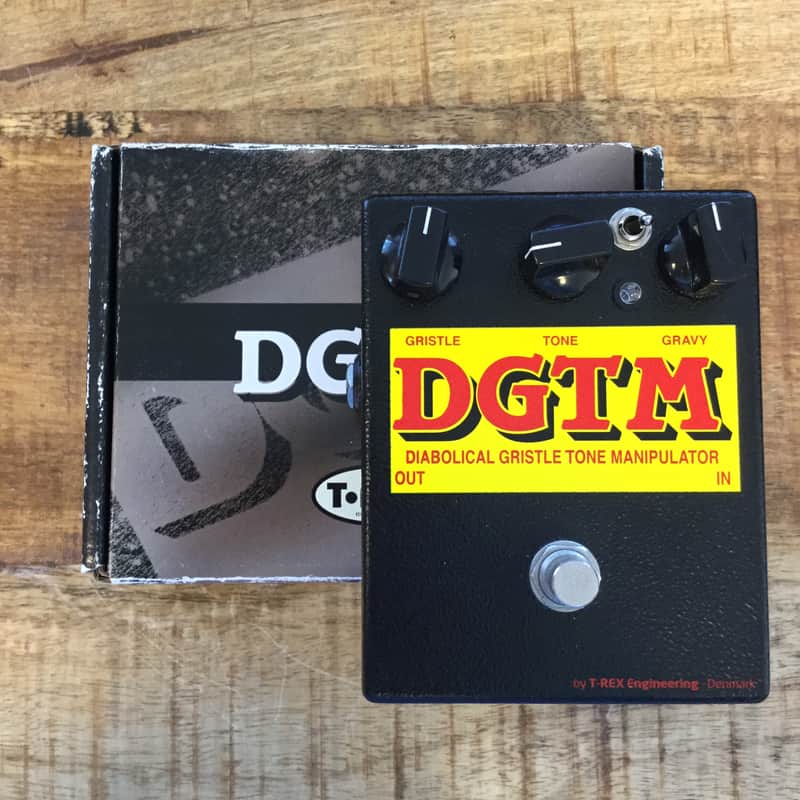 DG
T
GRISTLE TONE GRAVY
DGTM
DIABOLICAL GRISTLE TONE MANIPULATOR
OUT IN
by T-REX Engineering - Denmark